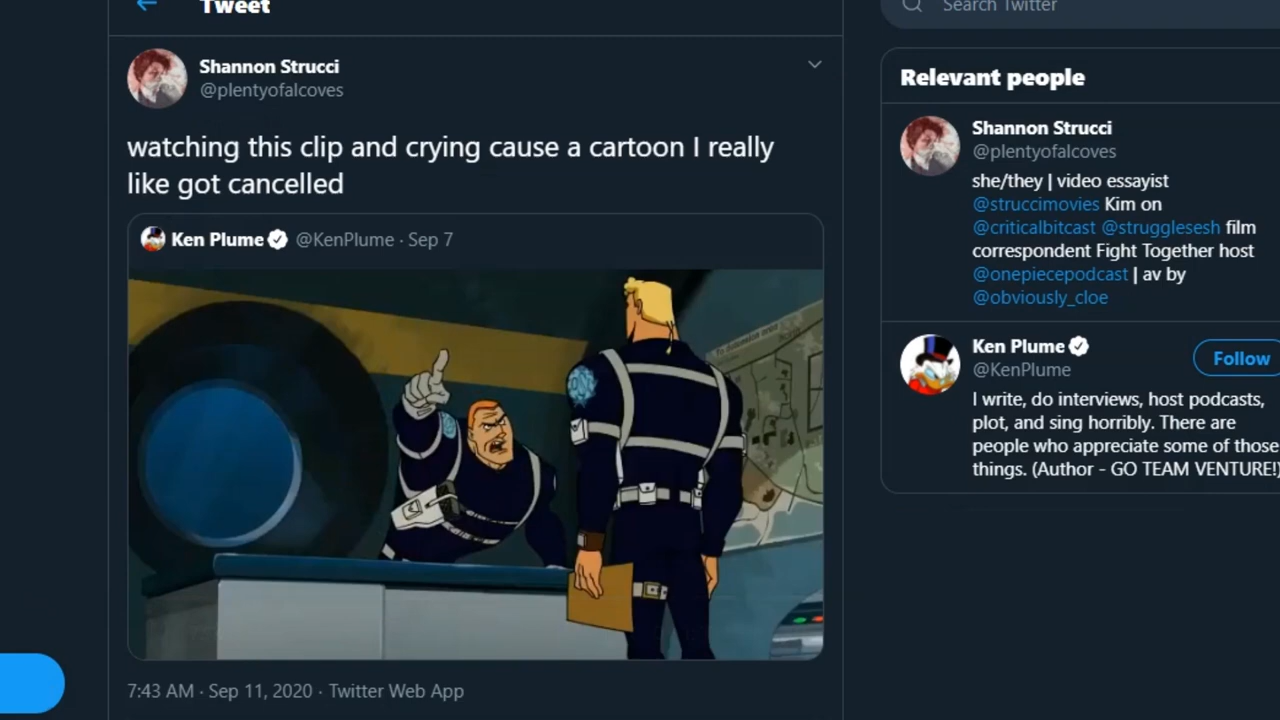 Tweet
Search Twitter
Shannon Strucci
@plentyofalcoves
watching this clip and crying cause a cartoon I really
like got cancelled
Ken Plume @KenPlume · Sep 7
7:43 AM · Sep 11, 2020 · Twitter Web App
Relevant people
Shannon Strucci
@plentyofalcoves
she/they | video essayist
@struccimovies Kim on
@criticalbitcast @strugglesesh film
correspondent Fight Together host
@onepiecepodcast | av by
@obviously_cloe
Ken Plume
@KenPlume
Follow
I write, do interviews, host podcasts,
plot, and sing horribly. There are
people who appreciate some of those
things. (Author - GO TEAM VENTURE!)